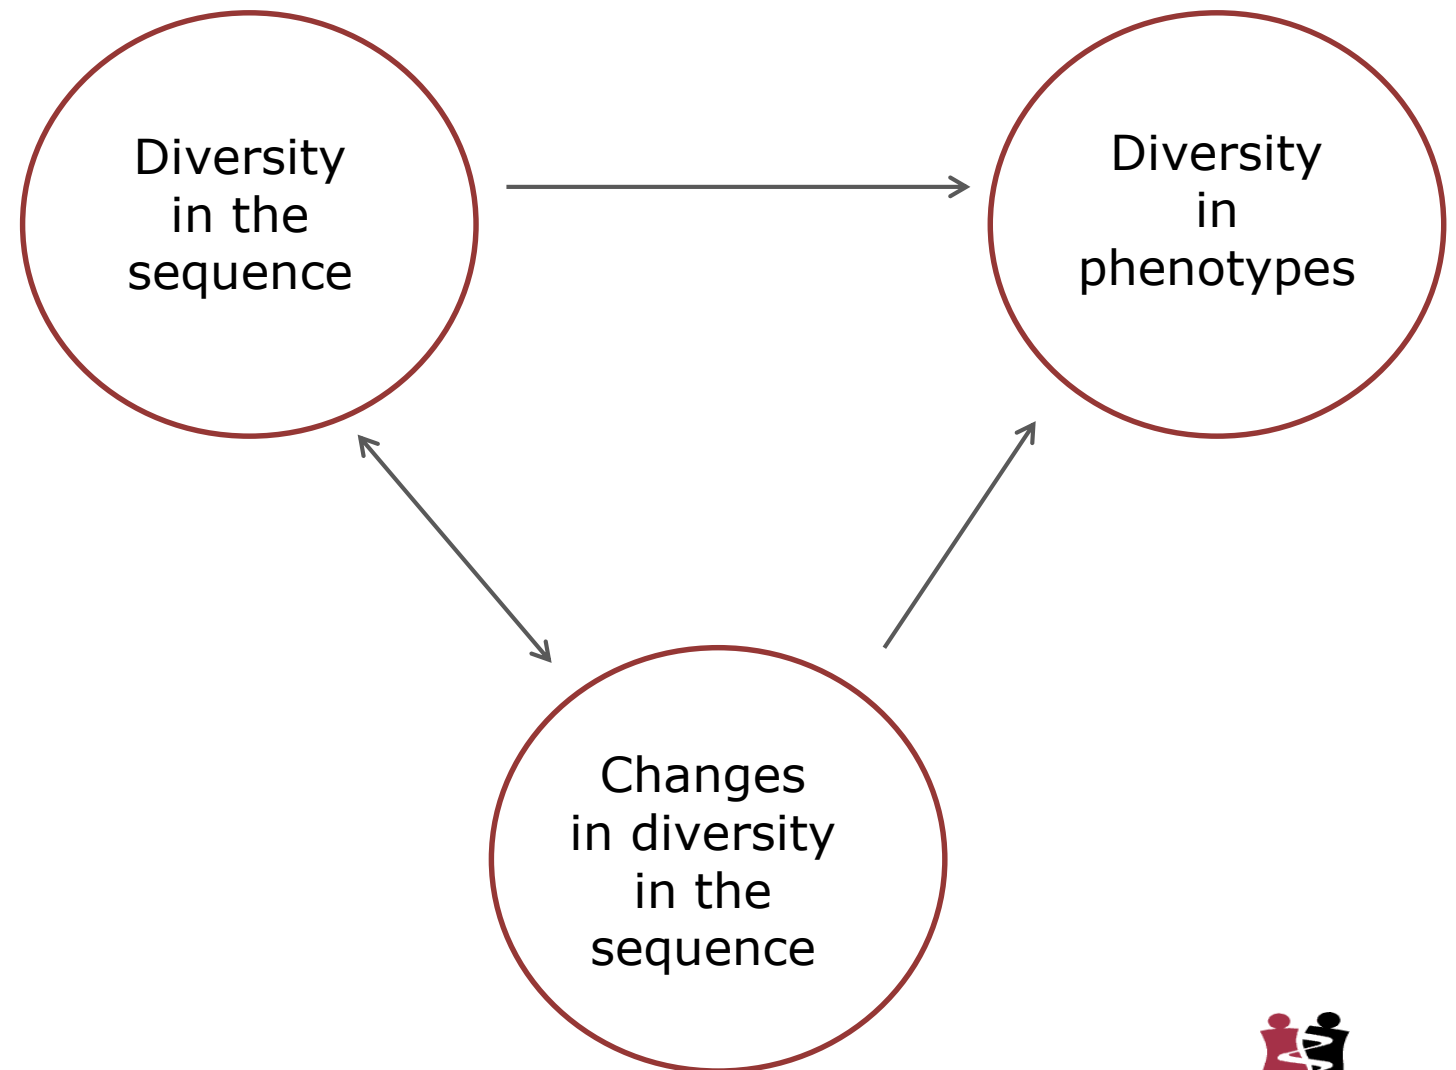 Diversity
in the
sequence
Diversity
in
phenotypes
Changes
in diversity
in the
sequence